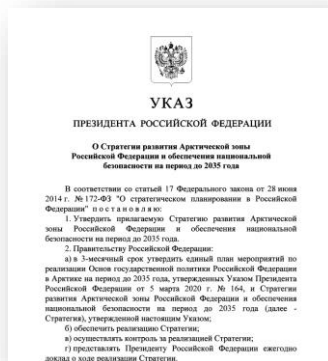 УКАЗ
ПРЕЗИДЕНТА РОССИЙСКОЙ ФЕДЕРАЦИИ
О Стратегии развития Арктической зоны
Российской Федерации и обеспечения национальной
безопасности на период до 2035 года
В соответствии со статьей 17 Федерального закона от 28 июня
2014 г. № 172-ФЗ "О стратегическом планировании в Российской
Федерации" п о с т а н о в л я ю:
1. Утвердить прилагаемую Стратегию развития Арктической
зоны Российской Федерации и обеспечения национальной
безопасности на период до 2035 года.
2. Правительству Российской Федерации:
а) в 3-месячный срок утвердить единый план мероприятий по
реализации Основ государственной политики Российской Федерации
в Арктике на период до 2035 года, утвержденных Указом Президента
Российской Федерации от 5 марта 2020 г. № 164, и Стратегии
развития Арктической зоны Российской Федерации и обеспечения
национальной безопасности на период до 2035 года (далее -
Стратегия), утвержденной настоящим Указом;
б) обеспечить реализацию Стратегии;
в) осуществлять контроль за реализацией Стратегии;
г) представлять Президенту Российской Федерации ежегодно
доклад о ходе реализации Стратегии.